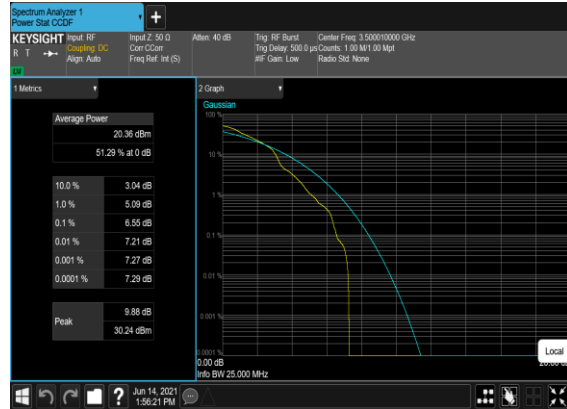 Spectrum Analyzer 1
Power Stat CCDF
KEYSIGHT Input: RF Input Z: 50 Ω Atten: 40 dB Trig: RF Burst Center Freq: 3.500010000 GHz
R T Coupling: DC Corr CCorr Trig Delay: 500.0 µs Counts: 1.00 M/1.00 Mpt
Align: Auto Freq Ref: Int (S) #IF Gain: Low Radio Std: None
1 Metrics
2 Graph
Average Power
20.36 dBm
51.29 % at 0 dB
10.0 % 3.04 dB
1.0 % 5.09 dB
0.1 % 6.55 dB
0.01 % 7.21 dB
0.001 % 7.27 dB
0.0001 % 7.29 dB
Peak
9.88 dB
30.24 dBm
Gaussian
100 %
10 %
1 %
0.1 %
0.01 %
0.001 %
0.0001 %
0.00 dB
Info BW 25.000 MHz
Local
Jun 14, 2021
1:56:21 PM